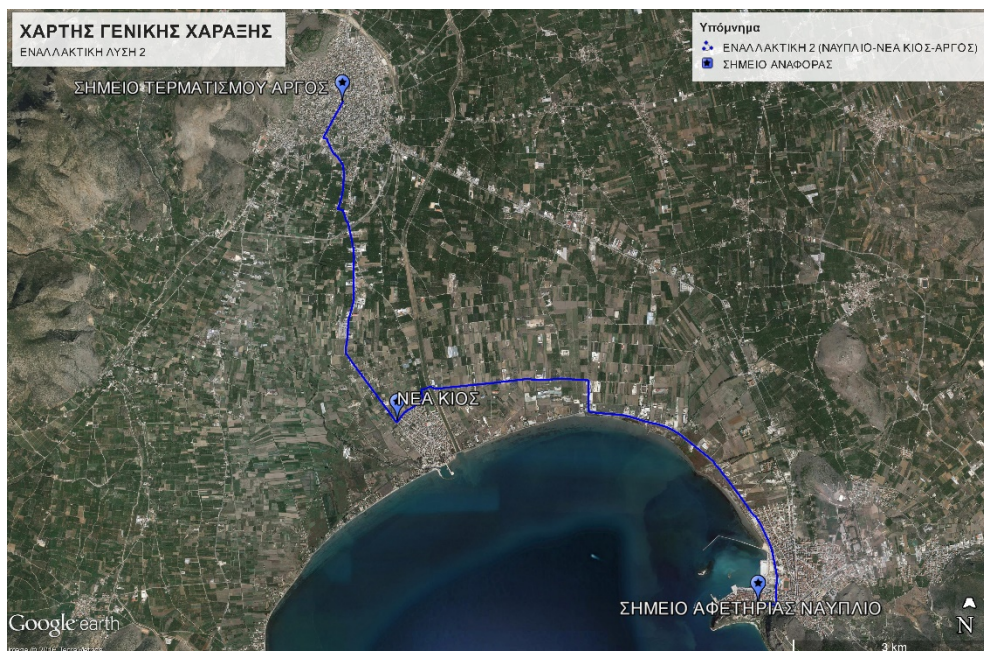 ΧΑΡΤΗΣ ΓΕΝΙΚΗΣ ΧΑΡΑΞΗΣ
ΕΝΑΛΛΑΚΤΙΚΗ ΛΥΣΗ 2
Υπόμνημα
ΕΝΑΛΛΑΚΤΙΚΗ 2 (ΝΑΥΠΛΙΟ-ΝΕΑ ΚΙΟΣ-ΑΡΓΟΣ)
ΣΗΜΕΙΟ ΑΝΑΦΟΡΑΣ
ΣΗΜΕΙΟ ΤΕΡΜΑΤΙΣΜΟΥ ΑΡΓΟΣ
ΝΕΑ ΚΙΟΣ
ΣΗΜΕΙΟ ΑΦΕΤΗΡΙΑΣ ΝΑΥΠΛΙΟ
Google earth
N
3 km